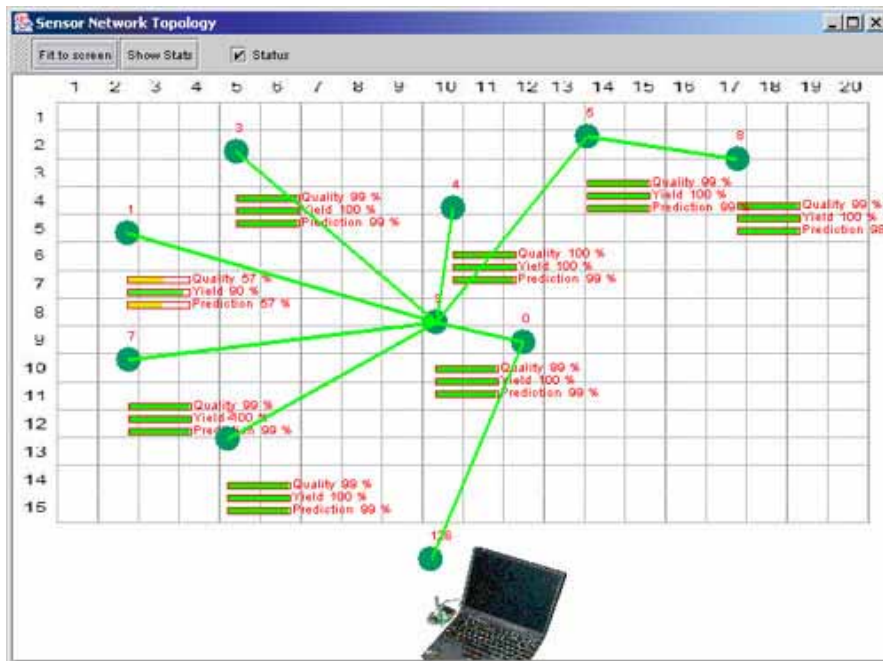 Sensor Network Topology
Fit to screen Show Stats Status
1 2 3 4 5 6 7 8 9 10 11 12 13 14 15 16 17 18 19 20
1
2
3
4
5
6
7
8
9
10
11
12
13
14
15
3
5
8
1
4
Quality 99 %
Yield 100 %
Prediction 99 %
Quality 99 %
Yield 100 %
Prediction 99 %
Quality 99 %
Yield 100 %
Prediction 98
Quality 100 %
Yield 100 %
Prediction 99 %
Quality 57 %
Yield 90 %
Prediction 57 %
7
0
Quality 99 %
Yield 100 %
Prediction 99 %
Quality 99 %
Yield 100 %
Prediction 99 %
Quality 99 %
Yield 100 %
Prediction 99 %
126